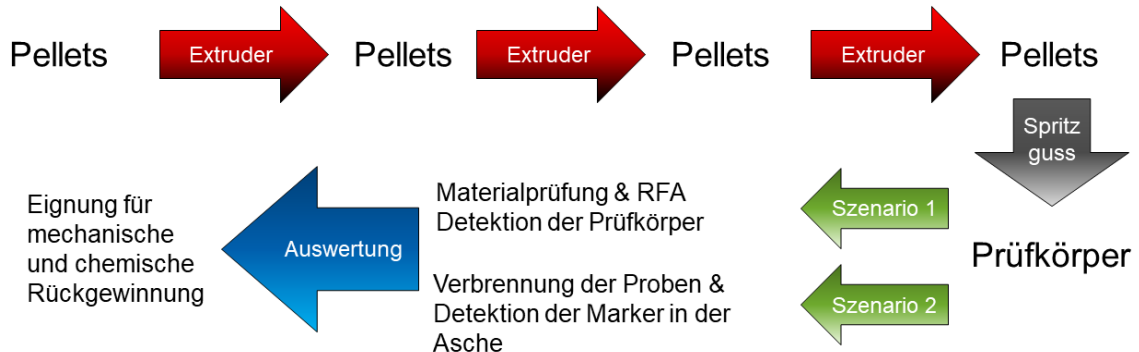 Pellets
Extruder
Pellets
Extruder
Pellets
Extruder
Pellets
Spritz
guss
Prüfkörper
Szenario 1
Materialprüfung & RFA
Detektion der Prüfkörper
Szenario 2
Verbrennung der Proben &
Detektion der Marker in der
Asche
Auswertung
Eignung für
mechanische
und chemische
Rückgewinnung